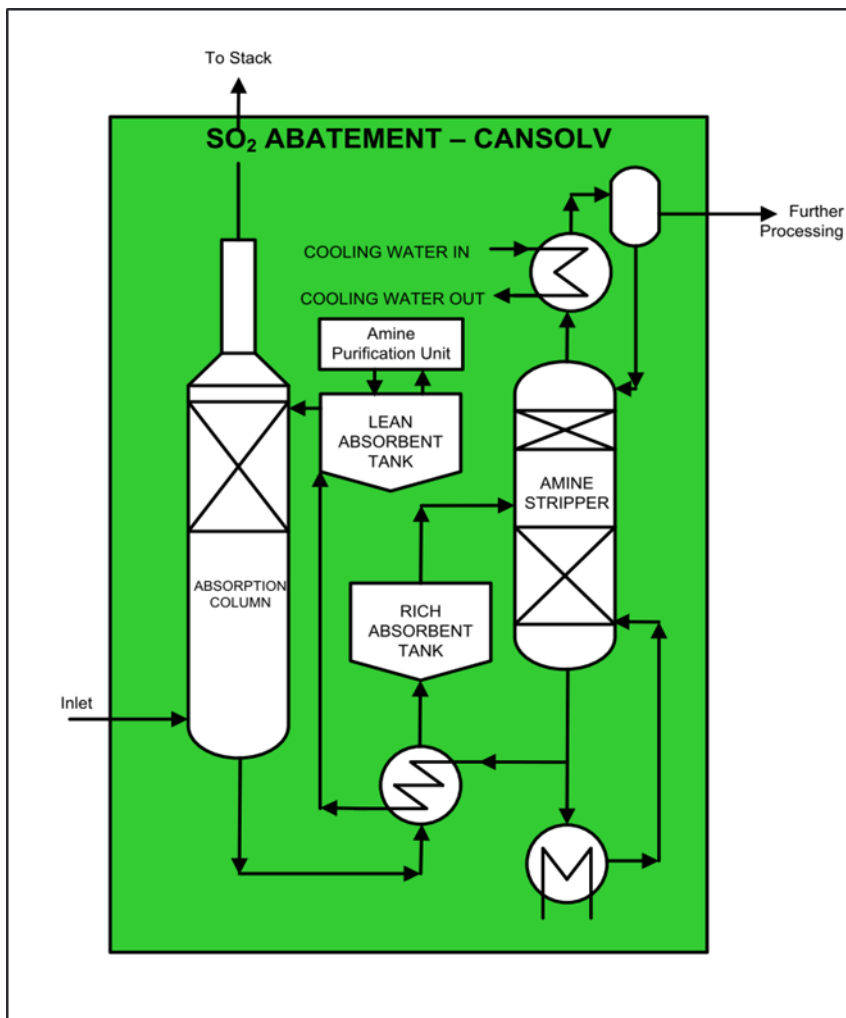 To Stack
SO₂ ABATEMENT – CANSOLV
Further
Processing
COOLING WATER IN
COOLING WATER OUT
Amine
Purification Unit
LEAN
ABSORBENT
TANK
AMINE
STRIPPER
ABSORPTION
COLUMN
RICH
ABSORBENT
TANK
Inlet